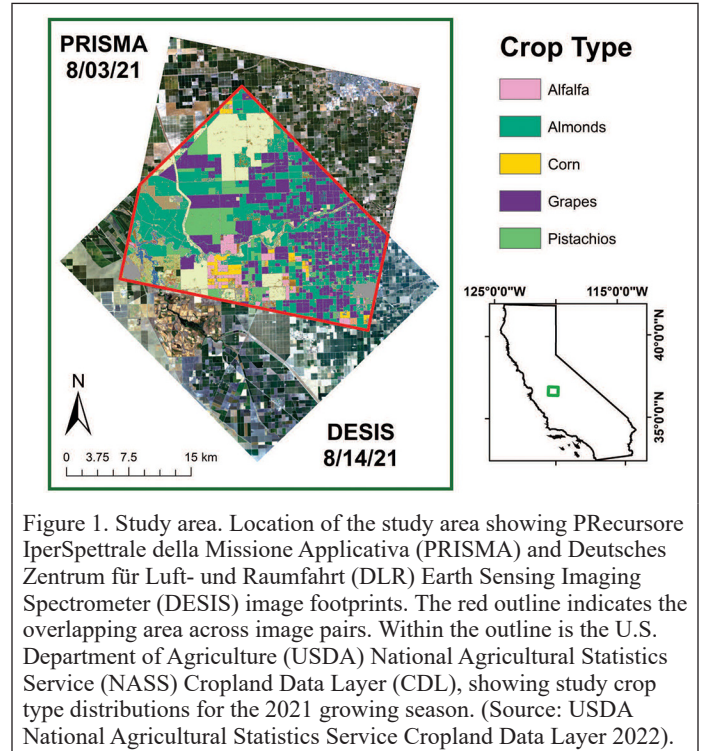 PRISMA
8/03/21
DESIS
8/14/21
N
0 3.75 7.5 15 km
Crop Type
Alfalfa
Almonds
Corn
Grapes
Pistachios
125°0'0"W 115°0'0"W
40°0'0"N
35°0'0"N
Figure 1. Study area. Location of the study area showing PRecursore
IperSpettrale della Missione Applicativa (PRISMA) and Deutsches
Zentrum für Luft- und Raumfahrt (DLR) Earth Sensing Imaging
Spectrometer (DESIS) image footprints. The red outline indicates the
overlapping area across image pairs. Within the outline is the U.S.
Department of Agriculture (USDA) National Agricultural Statistics
Service (NASS) Cropland Data Layer (CDL), showing study crop
type distributions for the 2021 growing season. (Source: USDA
National Agricultural Statistics Service Cropland Data Layer 2022).